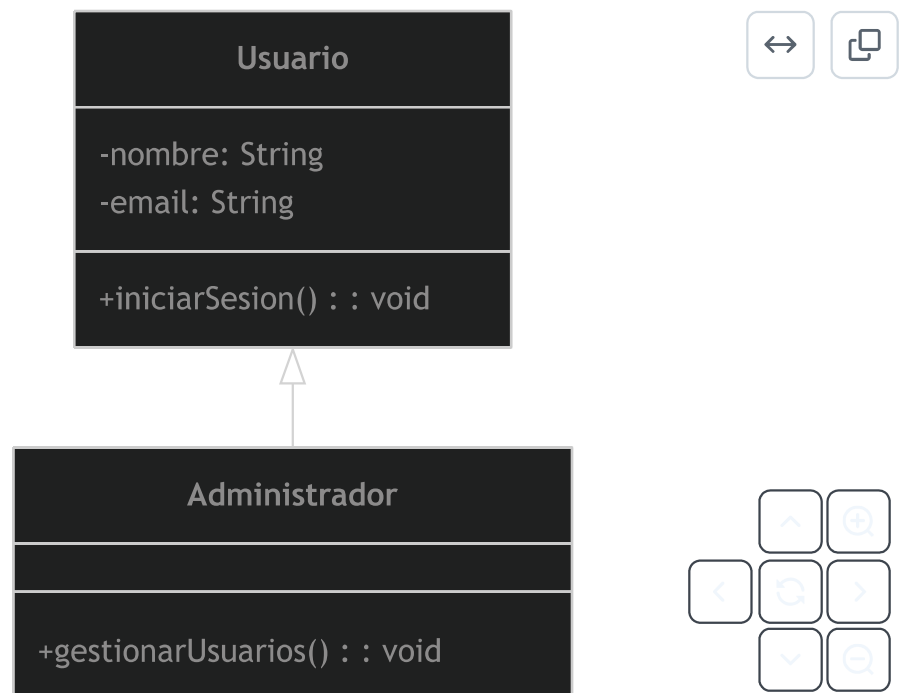 Usuario
-nombre: String
-email: String
+iniciarSesion() : : void
Administrador
+gestionarUsuarios() : : void